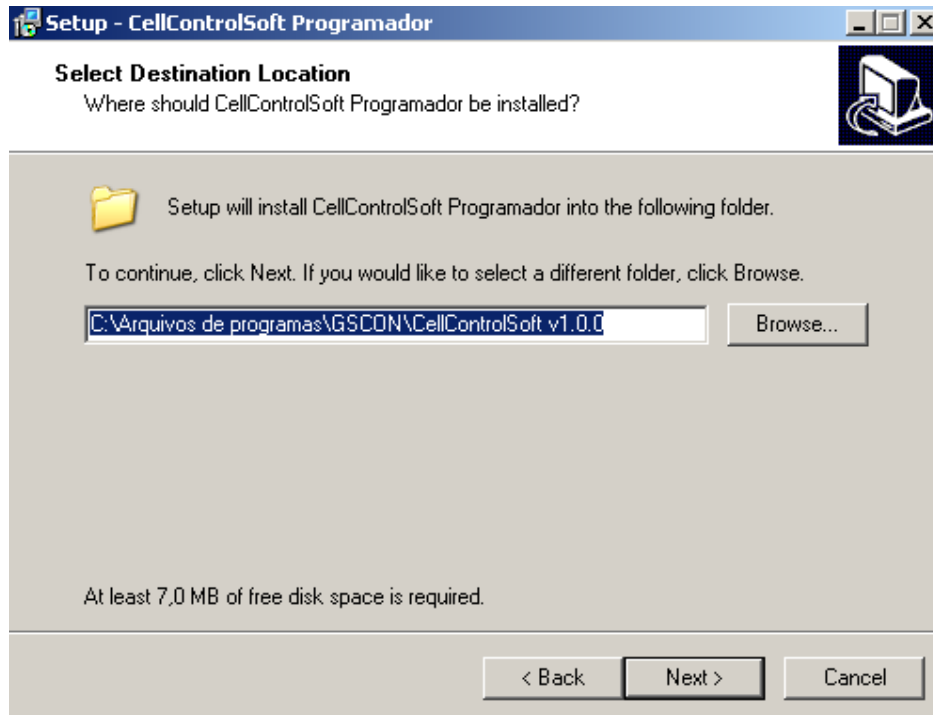 Setup - CellControlSoft Programador
Select Destination Location
Where should CellControlSoft Programador be installed?
Setup will install CellControlSoft Programador into the following folder.
To continue, click Next. If you would like to select a different folder, click Browse.
C:\Arquivos de programas\GSCON\CellControlSoft v1.0.0
Browse...
At least 7,0 MB of free disk space is required.
< Back
Next >
Cancel